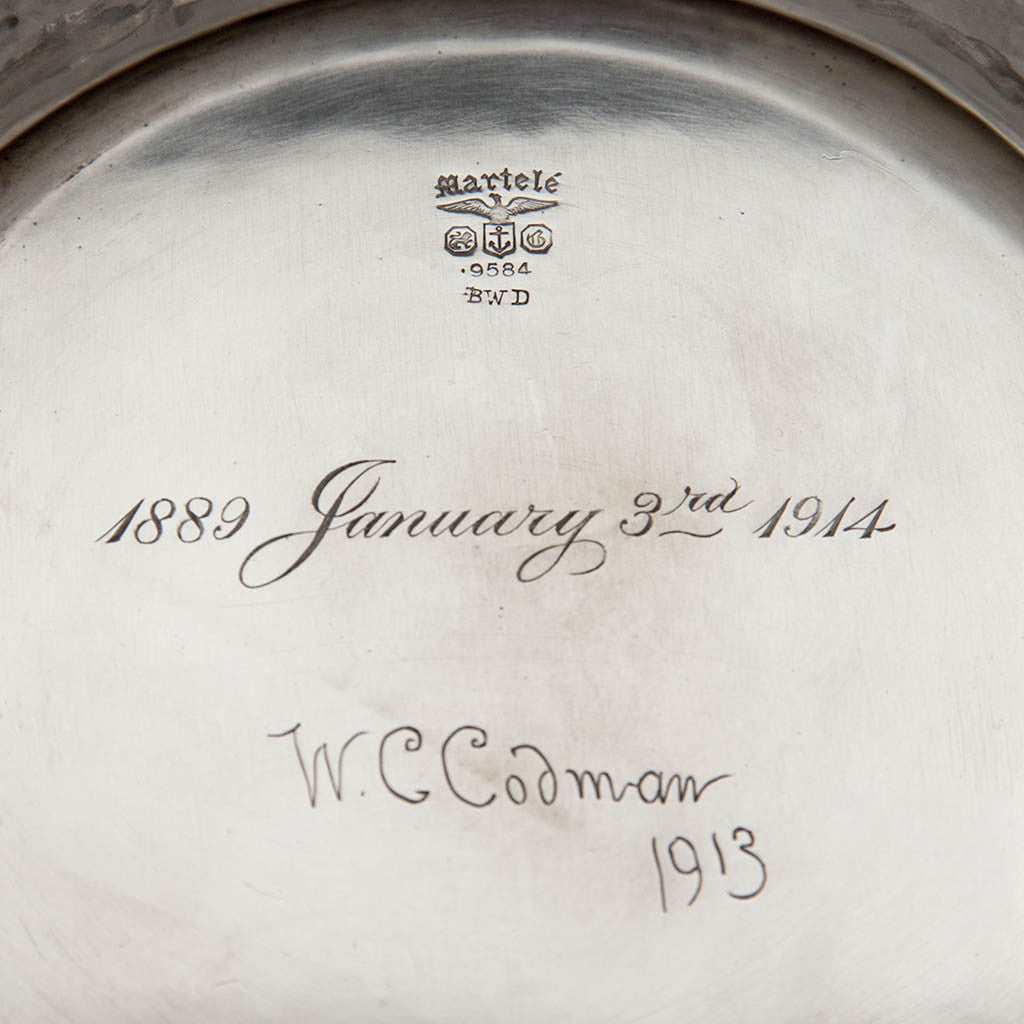 Martelé
G
.9584
BWD
1889 January 3rd 1914
W.C Codman
1913